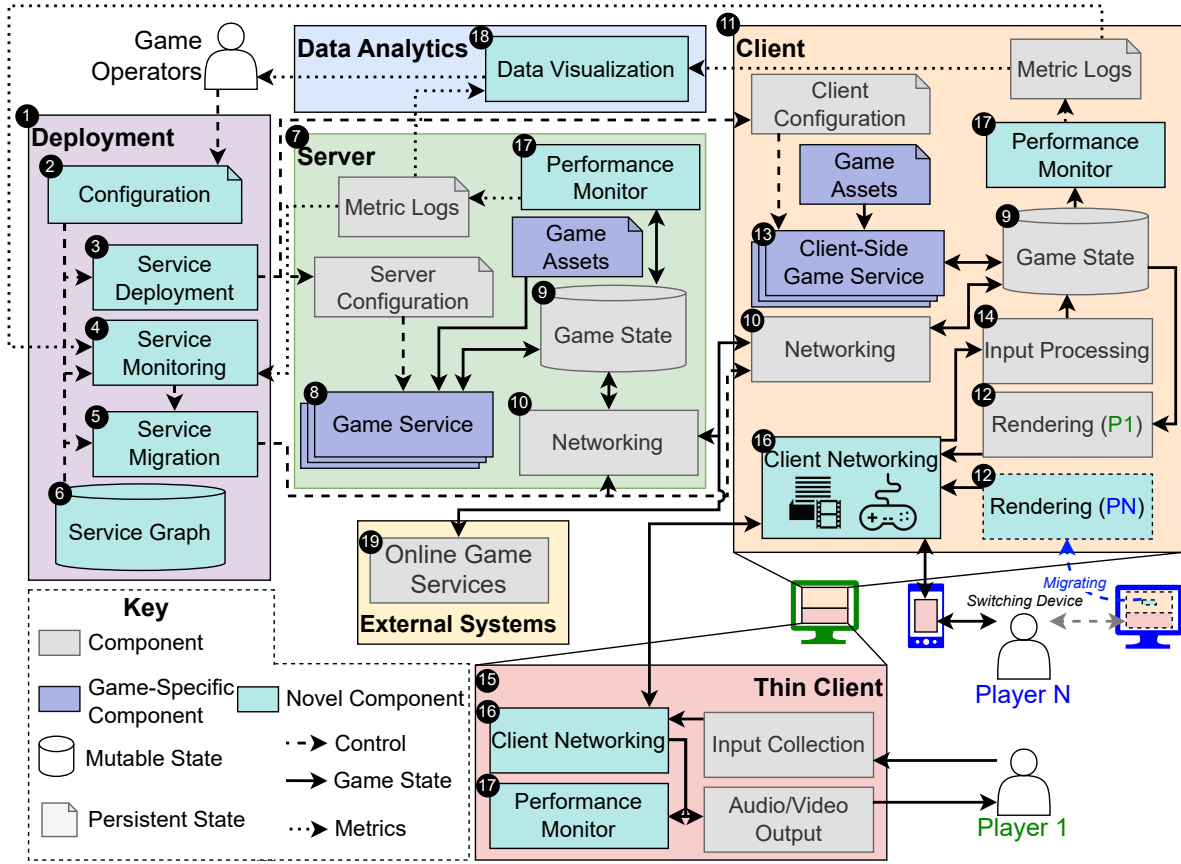 Game
Operators
1
Deployment
2
Configuration
3
Service
Deployment
4
Service
Monitoring
5
Service
Migration
6
Service Graph
Data Analytics
18
Data Visualization
7
Server
17
Performance
Monitor
Metric Logs
Game
Assets
Server
Configuration
9
Game State
8
Game Service
10
Networking
19
Online Game
Services
External Systems
11
Client
Client
Configuration
Metric Logs
17
Performance
Monitor
Game
Assets
13
Client-Side
Game Service
9
Game State
10
Networking
14
Input Processing
12
Rendering (P1)
16
Client Networking
12
Rendering (PN)
Migrating
Switching Device
Player N
15
Thin Client
16
Client Networking
Input Collection
17
Performance
Monitor
Audio/Video
Output
Player 1
Key
Component
Game-Specific
Component
Novel Component
Mutable State
Control
Game State
Persistent State
Metrics